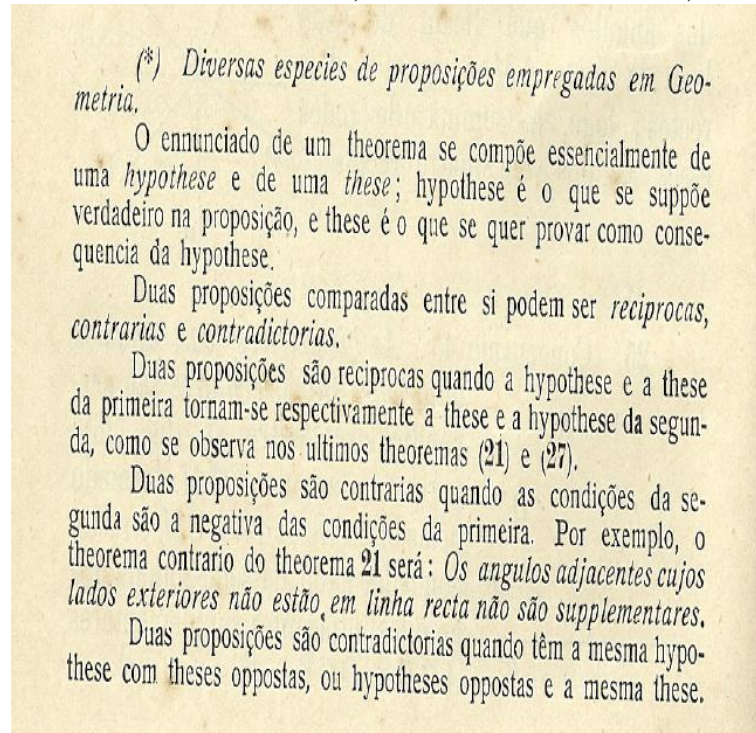 (*) Diversas especies de proposições empregadas em Geo-
metria.
O ennunciado de um theorema se compõe essencialmente de
uma hypothese e de uma these; hypothese é o que se suppõe
verdadeiro na proposição, e these é o que se quer provar como conse-
quencia da hypothese.
Duas proposições comparadas entre si podem ser reciprocas,
contrarias e contradictorias.
Duas proposições são reciprocas quando a hypothese e a these
da primeira tornam-se respectivamente a these e a hypothese da segun-
da, como se observa nos ultimos theoremas (21) e (27).
Duas proposições são contrarias quando as condições da se-
gunda são a negativa das condições da primeira. Por exemplo, o
theorema contrario do theorema 21 será: Os angulos adjacentes cujos
lados exteriores não estão em linha recta não são supplementares.
Duas proposições são contradictorias quando têm a mesma hypo-
these com theses oppostas, ou hypotheses oppostas e a mesma these.